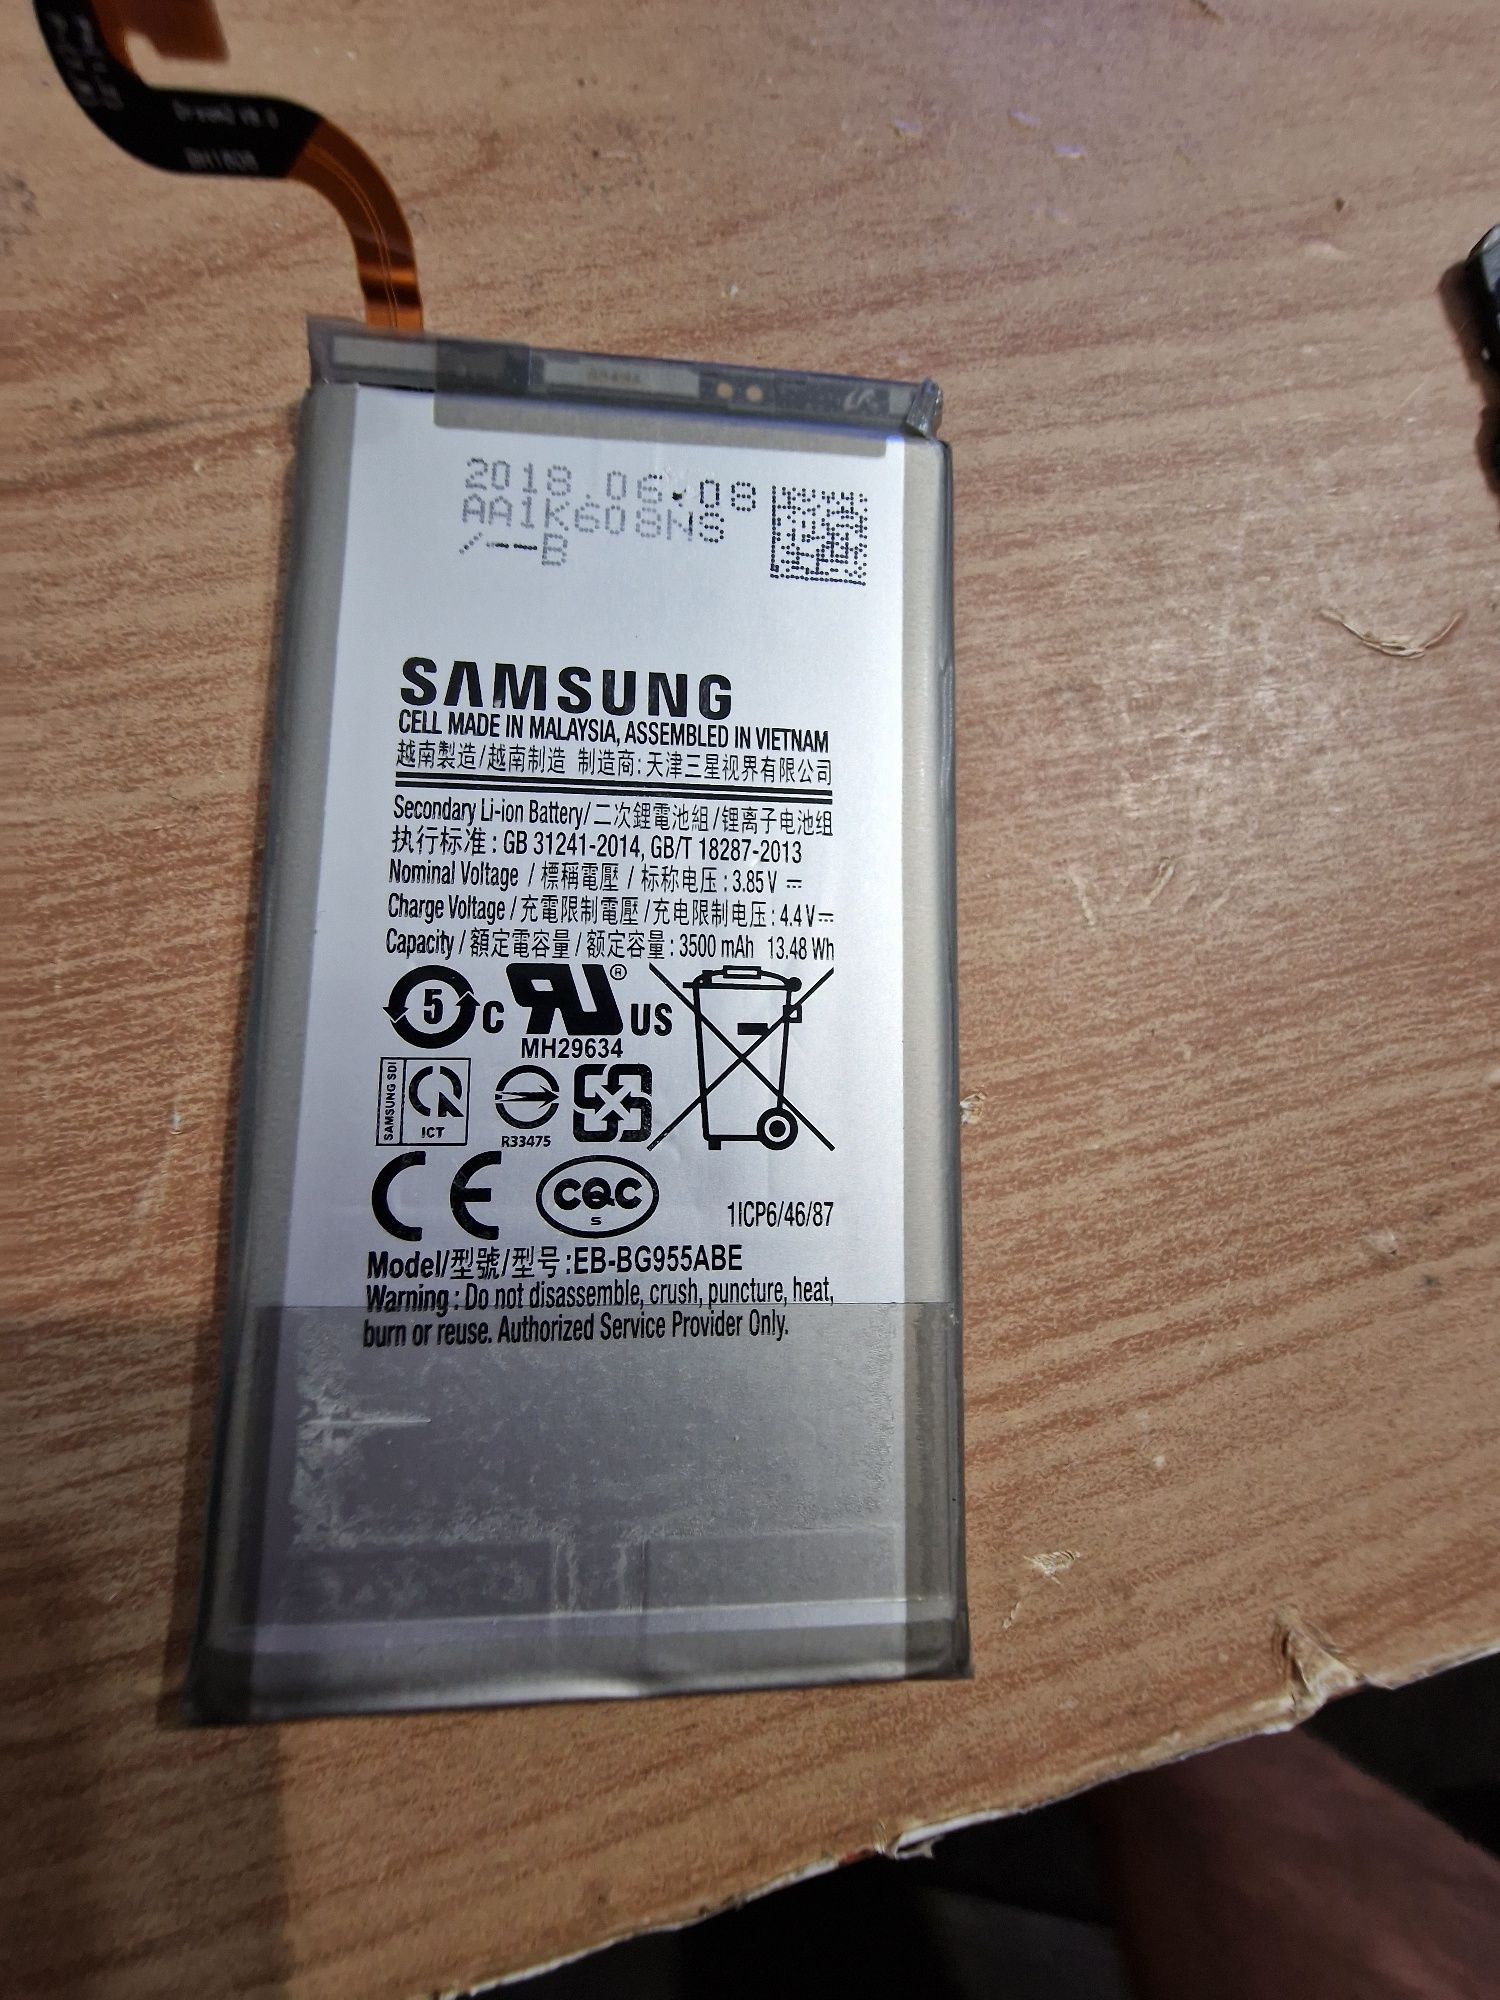 Dream2 V0.3
2018.06.08
AA1K608NS
/--B
SAMSUNG
CELL MADE IN MALAYSIA, ASSEMBLED IN VIETNAM
越南製造/越南制造 制造商:天津三星视界有限公司
Secondary Li-ion Battery/二次鋰電池組/锂离子电池组
执行标准:GB 31241-2014, GB/T 18287-2013
Nominal Voltage / 標稱電壓 / 标称电压:3.85 V ⎓
Charge Voltage / 充電限制電壓 /充电限制电压:4.4 V⎓
Capacity / 額定電容量 / 额定容量:3500 mAh 13.48 Wh
5 C RU® US
MH29634
SAMSUNG SDI
ICT
R33475
CE CQC
S
1ICP6/46/87
Model/型號/型号:EB-BG955ABE
Warning : Do not disassemble, crush, puncture, heat,
burn or reuse. Authorized Service Provider Only.